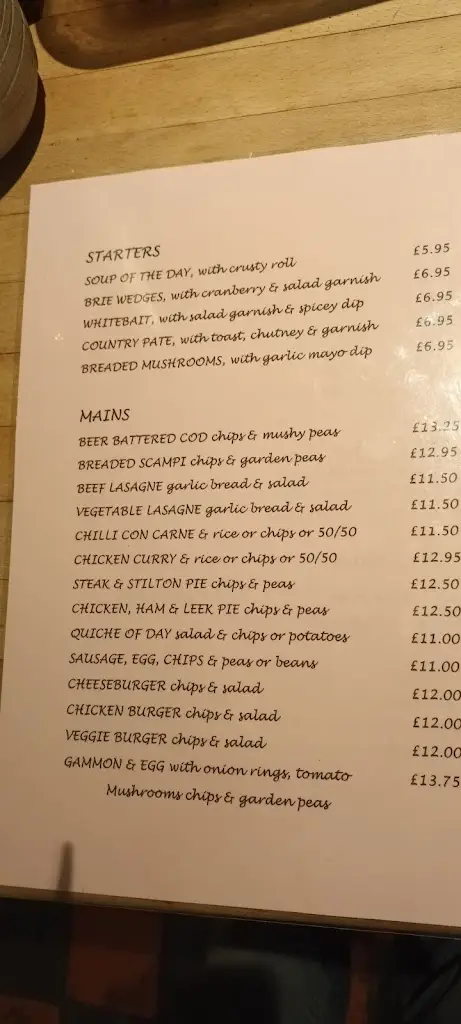 STARTERS
SOUP OF THE DAY, with crusty roll £5.95
BRIE WEDGES, with cranberry & salad garnish £6.95
WHITEBAIT, with salad garnish & spicey dip £6.95
COUNTRY PATE, with toast, chutney & garnish £6.95
BREADED MUSHROOMS, with garlic mayo dip £6.95
MAINS
BEER BATTERED COD chips & mushy peas £13.25
BREADED SCAMPI chips & garden peas £12.95
BEEF LASAGNE garlic bread & salad £11.50
VEGETABLE LASAGNE garlic bread & salad £11.50
CHILLI CON CARNE & rice or chips or 50/50 £11.50
CHICKEN CURRY & rice or chips or 50/50 £12.95
STEAK & STILTON PIE chips & peas £12.50
CHICKEN, HAM & LEEK PIE chips & peas £12.50
QUICHE OF DAY salad & chips or potatoes £11.00
SAUSAGE, EGG, CHIPS & peas or beans £11.00
CHEESEBURGER chips & salad £12.00
CHICKEN BURGER chips & salad £12.00
VEGGIE BURGER chips & salad £12.00
GAMMON & EGG with onion rings, tomato £13.75
Mushrooms chips & garden peas